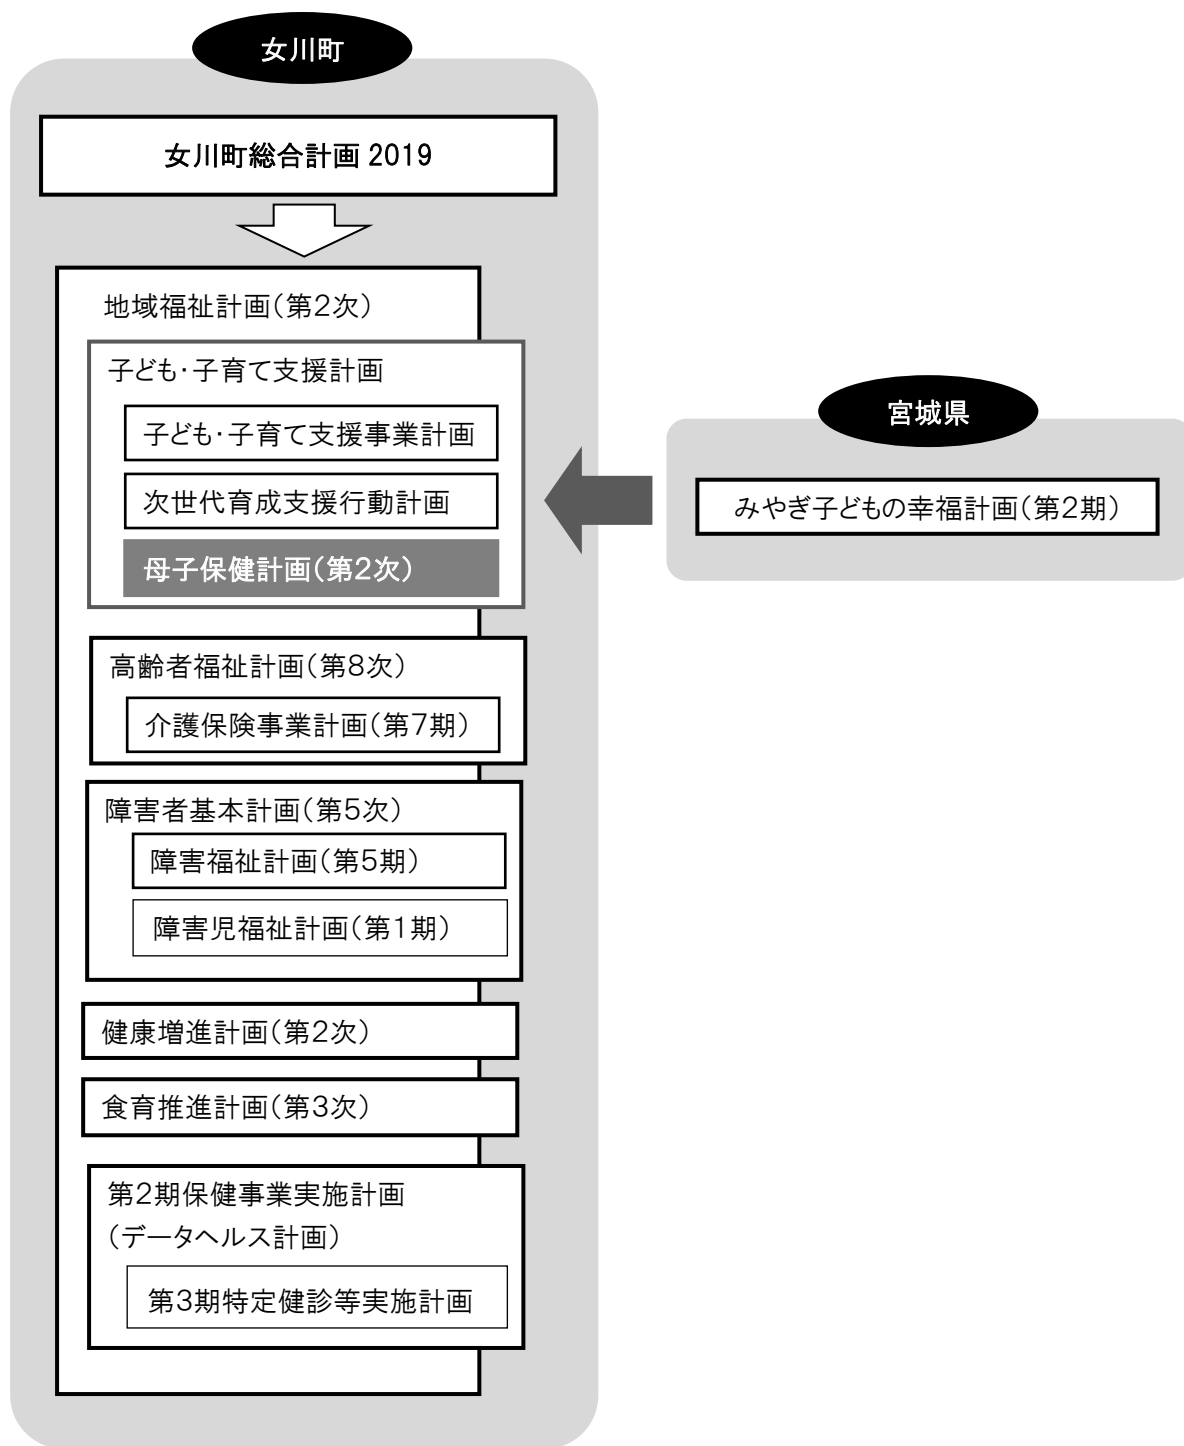 女川町
女川町総合計画 2019
地域福祉計画(第2次)
子ども・子育て支援計画
子ども・子育て支援事業計画
次世代育成支援行動計画
母子保健計画(第2次)
高齢者福祉計画(第8次)
介護保険事業計画(第7期)
障害者基本計画(第5次)
障害福祉計画(第5期)
障害児福祉計画(第1期)
健康増進計画(第2次)
食育推進計画(第3次)
第2期保健事業実施計画
(データヘルス計画)
第3期特定健診等実施計画
宮城県
みやぎ子どもの幸福計画(第2期)